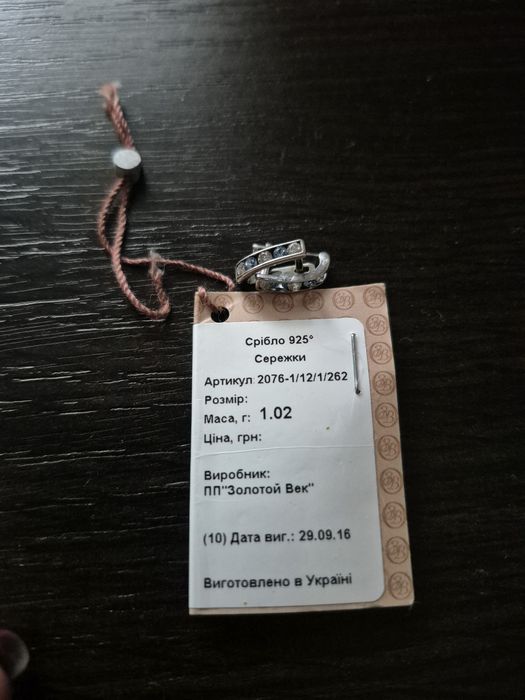 Срібло 925°
Сережки
Артикул: 2076-1/12/1/262
Розмір:
Маса, г: 1.02
Ціна, грн:
Виробник:
ПП"Золотой Век"
(10) Дата виг.: 29.09.16
Виготовлено в Україні